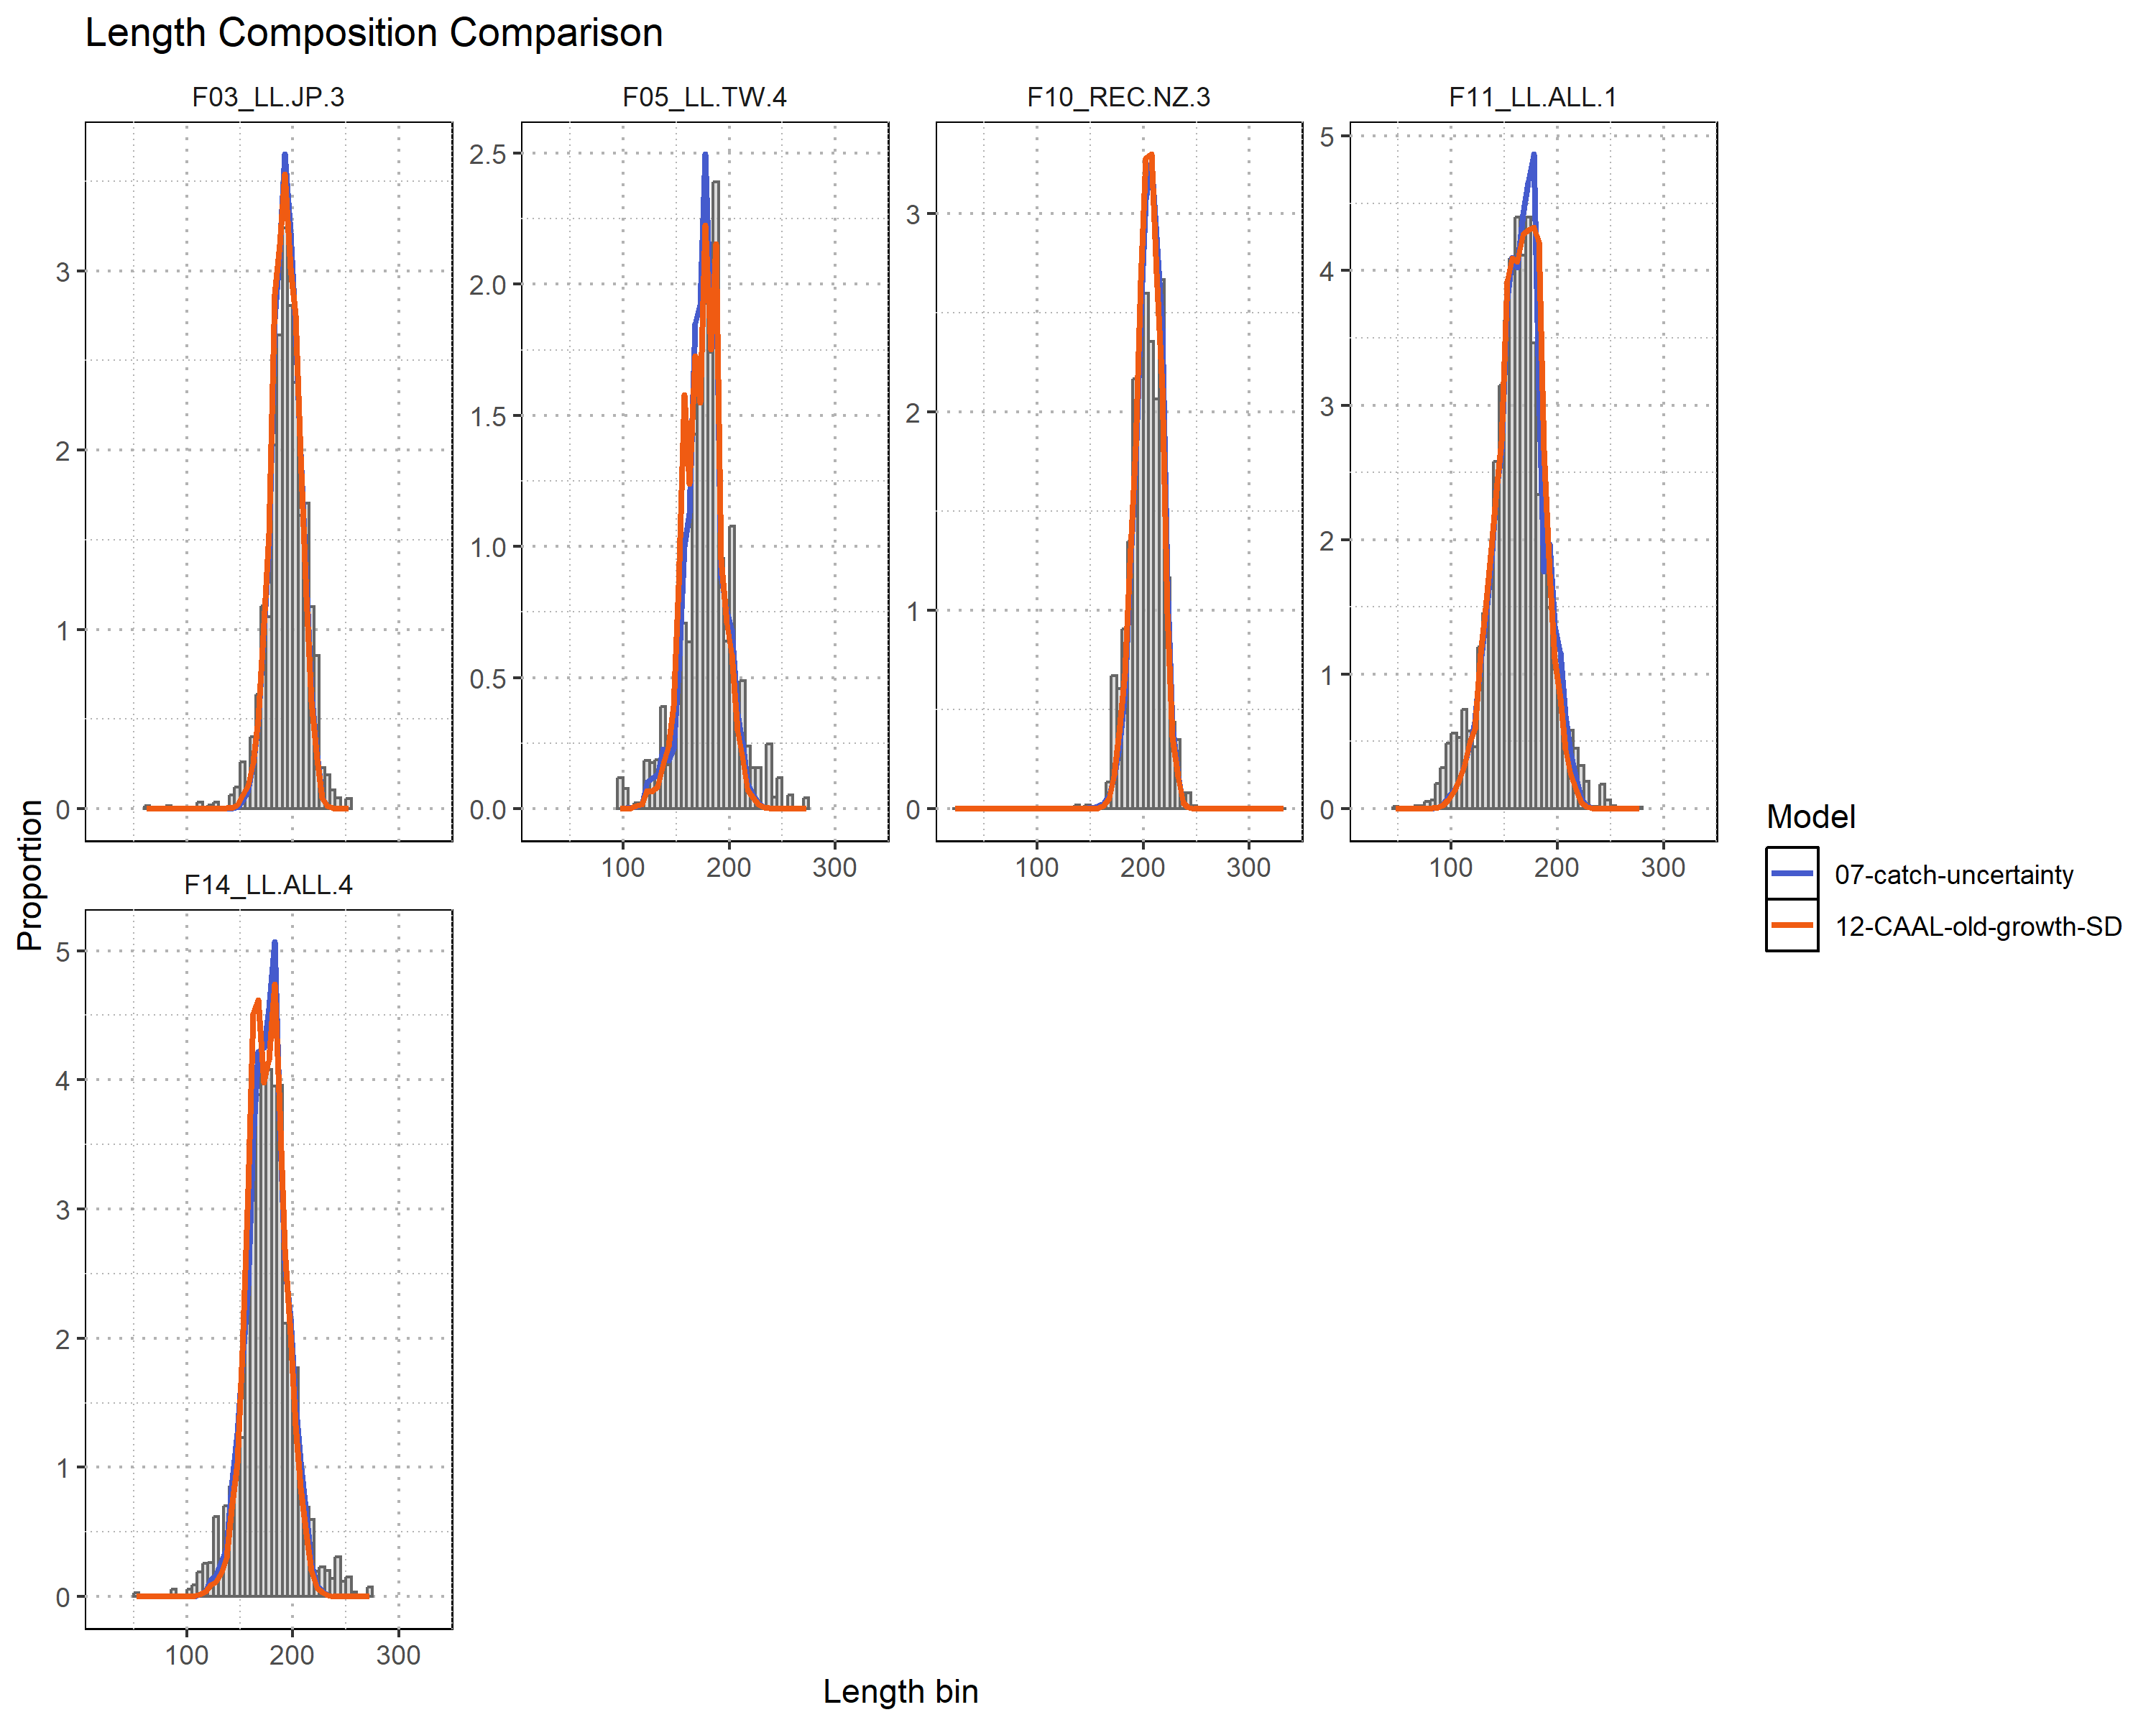 Length Composition Comparison
F03_LL.JP.3
F05_LL.TW.4
F10_REC.NZ.3
F11_LL.ALL.1
3
2
1
0
2.5
2.0
1.5
1.0
0.5
0.0
3
2
1
0
5
4
3
2
1
0
100 200 300
100 200 300
100 200 300
F14_LL.ALL.4
5
4
3
2
1
0
100 200 300
Proportion
Length bin
Model
07-catch-uncertainty
12-CAAL-old-growth-SD